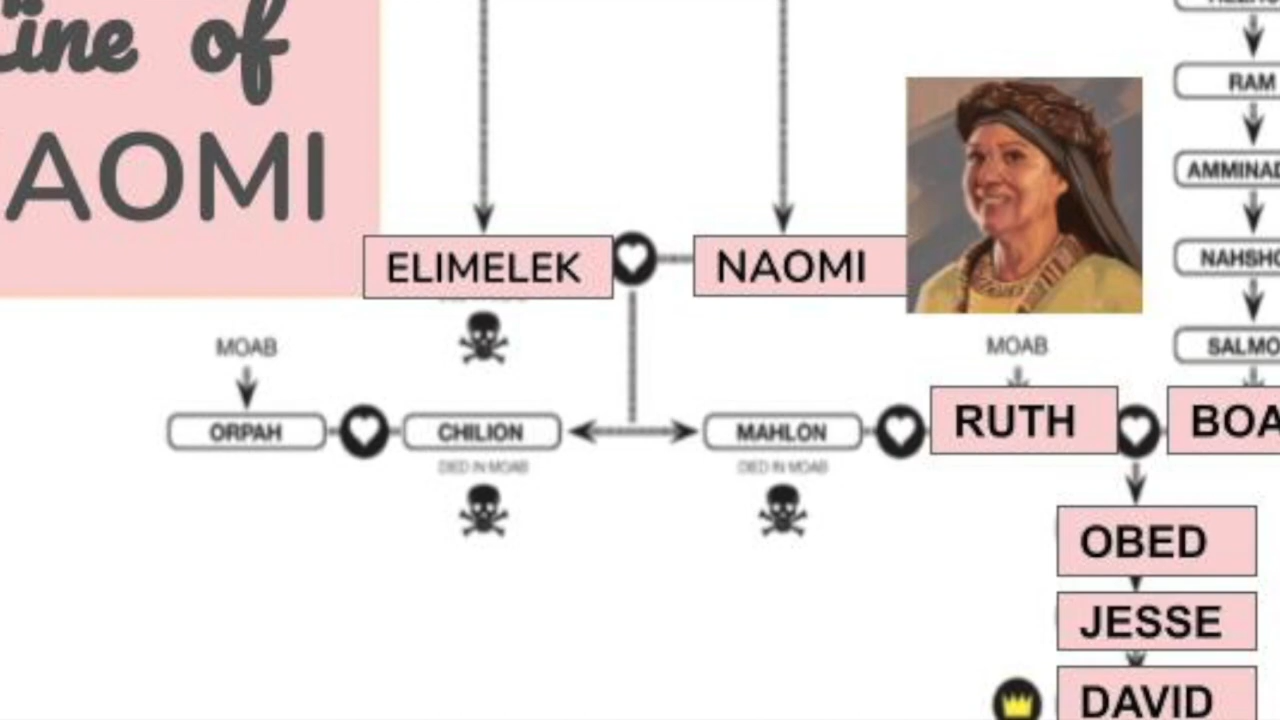 Line of
AOMI
RAM
AMMINAD
ELIMELEK
NAOMI
NAHSHO
MOAB
MOAB
SALMO
ORPAH
CHILION
MAHLON
RUTH
BOA
DIED IN MOAB
DIED IN MOAB
OBED
JESSE
DAVID